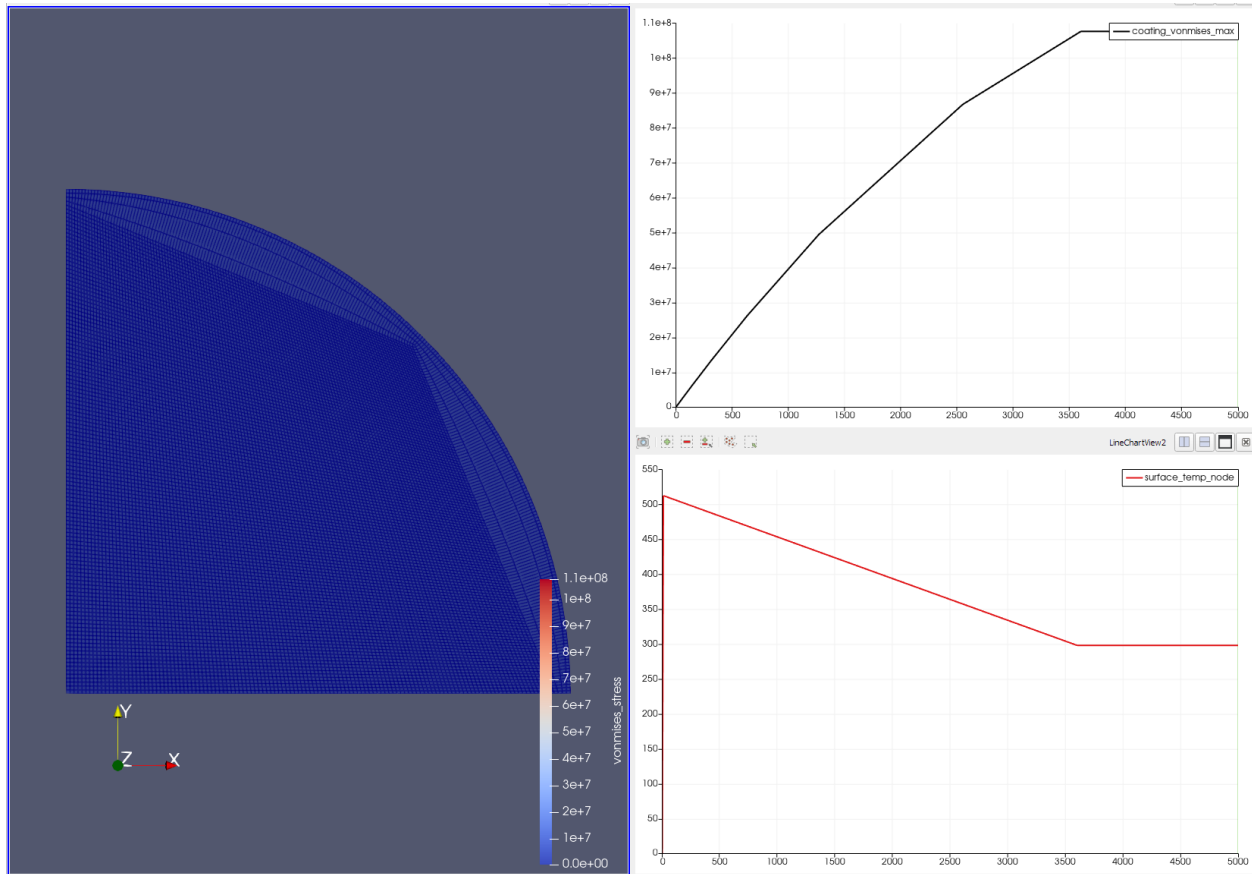 Y
Z
X
1.1e+08
1e+8
9e+7
8e+7
7e+7
6e+7
5e+7
4e+7
3e+7
2e+7
1e+7
0.0e+00
vonmises_stress
1.1e+8
1e+8
9e+7
8e+7
7e+7
6e+7
5e+7
4e+7
3e+7
2e+7
1e+7
0
0 500 1000 1500 2000 2500 3000 3500 4000 4500 5000
coating_vonmises_max
LineChartView2
550
500
450
400
350
300
250
200
150
100
50
0
0 500 1000 1500 2000 2500 3000 3500 4000 4500 5000
surface_temp_node